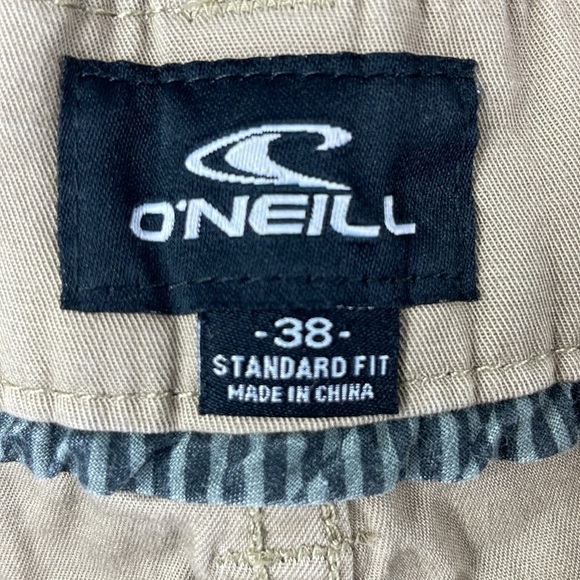 O'NEILL
-38-
STANDARD FIT
MADE IN CHINA